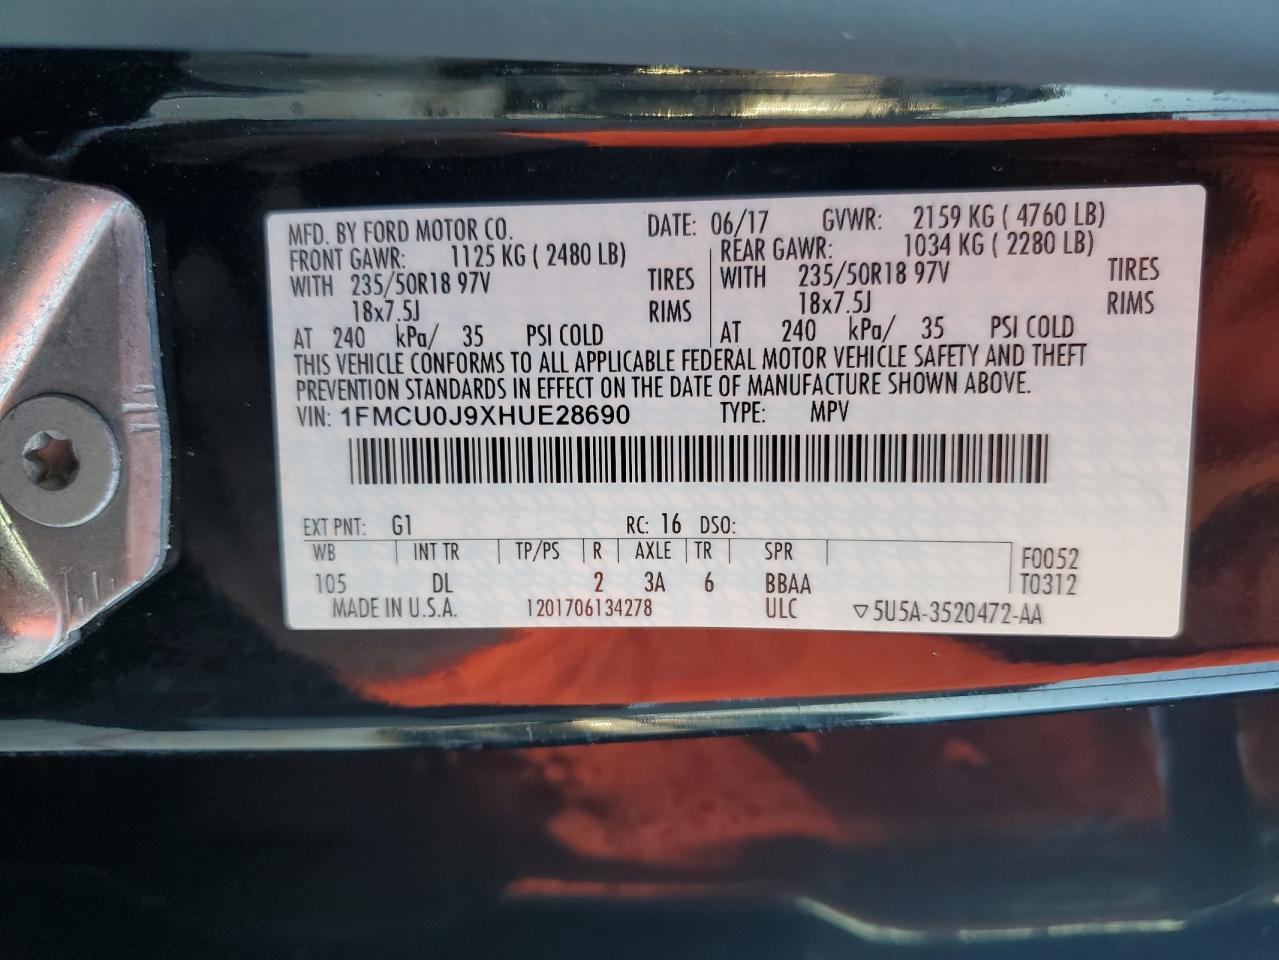 MFD. BY FORD MOTOR CO. DATE: 06/17 GVWR: 2159 KG ( 4760 LB)
FRONT GAWR: 1125 KG ( 2480 LB) REAR GAWR: 1034 KG ( 2280 LB)
WITH 235/50R18 97V TIRES WITH 235/50R18 97V TIRES
18x7.5J RIMS 18x7.5J RIMS
AT 240 kPa/ 35 PSI COLD AT 240 kPa/ 35 PSI COLD
THIS VEHICLE CONFORMS TO ALL APPLICABLE FEDERAL MOTOR VEHICLE SAFETY AND THEFT
PREVENTION STANDARDS IN EFFECT ON THE DATE OF MANUFACTURE SHOWN ABOVE.
VIN: 1FMCU0J9XHUE28690 TYPE: MPV
EXT PNT: G1 RC: 16 DSO:
WB INT TR TP/PS R AXLE TR SPR F0052
105 DL 2 3A 6 BBAA T0312
MADE IN U.S.A. 1201706134278 ULC ▽5U5A-3520472-AA